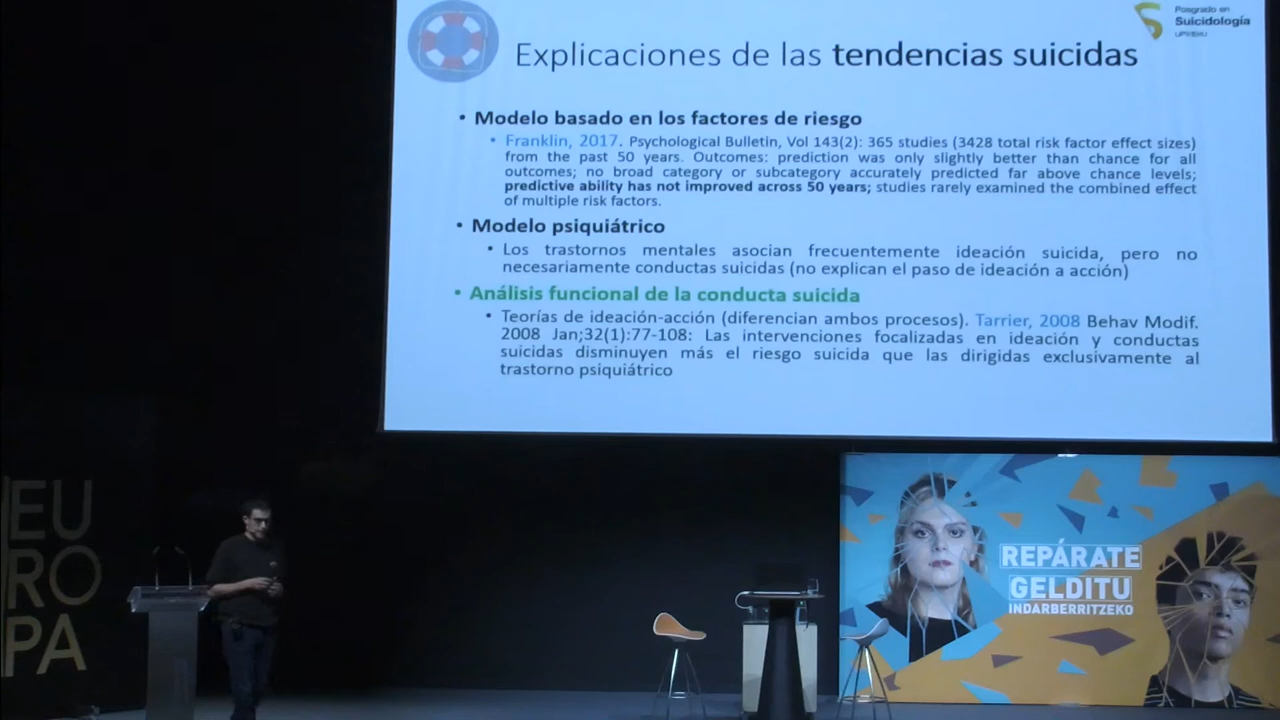 Posgrado en
Suicidología
UPV/EHU
Explicaciones de las tendencias suicidas
• Modelo basado en los factores de riesgo
• Franklin, 2017. Psychological Bulletin, Vol 143(2): 365 studies (3428 total risk factor effect sizes)
from the past 50 years. Outcomes: prediction was only slightly better than chance for all
outcomes; no broad category or subcategory accurately predicted far above chance levels;
predictive ability has not improved across 50 years; studies rarely examined the combined effect
of multiple risk factors.
• Modelo psiquiátrico
• Los trastornos mentales asocian frecuentemente ideación suicida, pero no
necesariamente conductas suicidas (no explican el paso de ideación a acción)
• Análisis funcional de la conducta suicida
• Teorías de ideación-acción (diferencian ambos procesos). Tarrier, 2008 Behav Modif.
2008 Jan;32(1):77-108: Las intervenciones focalizadas en ideación y conductas
suicidas disminuyen más el riesgo suicida que las dirigidas exclusivamente al
trastorno psiquiátrico
EU
RO
PA
REPÁRATE
GELDITU
INDARBERRITZEKO